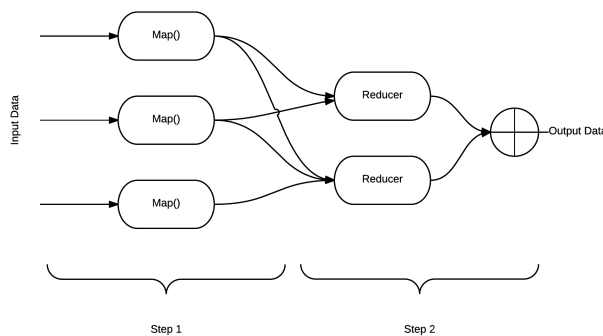 Input Data
Map()
Map()
Map()
Reducer
Reducer
Output Data
Step 1
Step 2